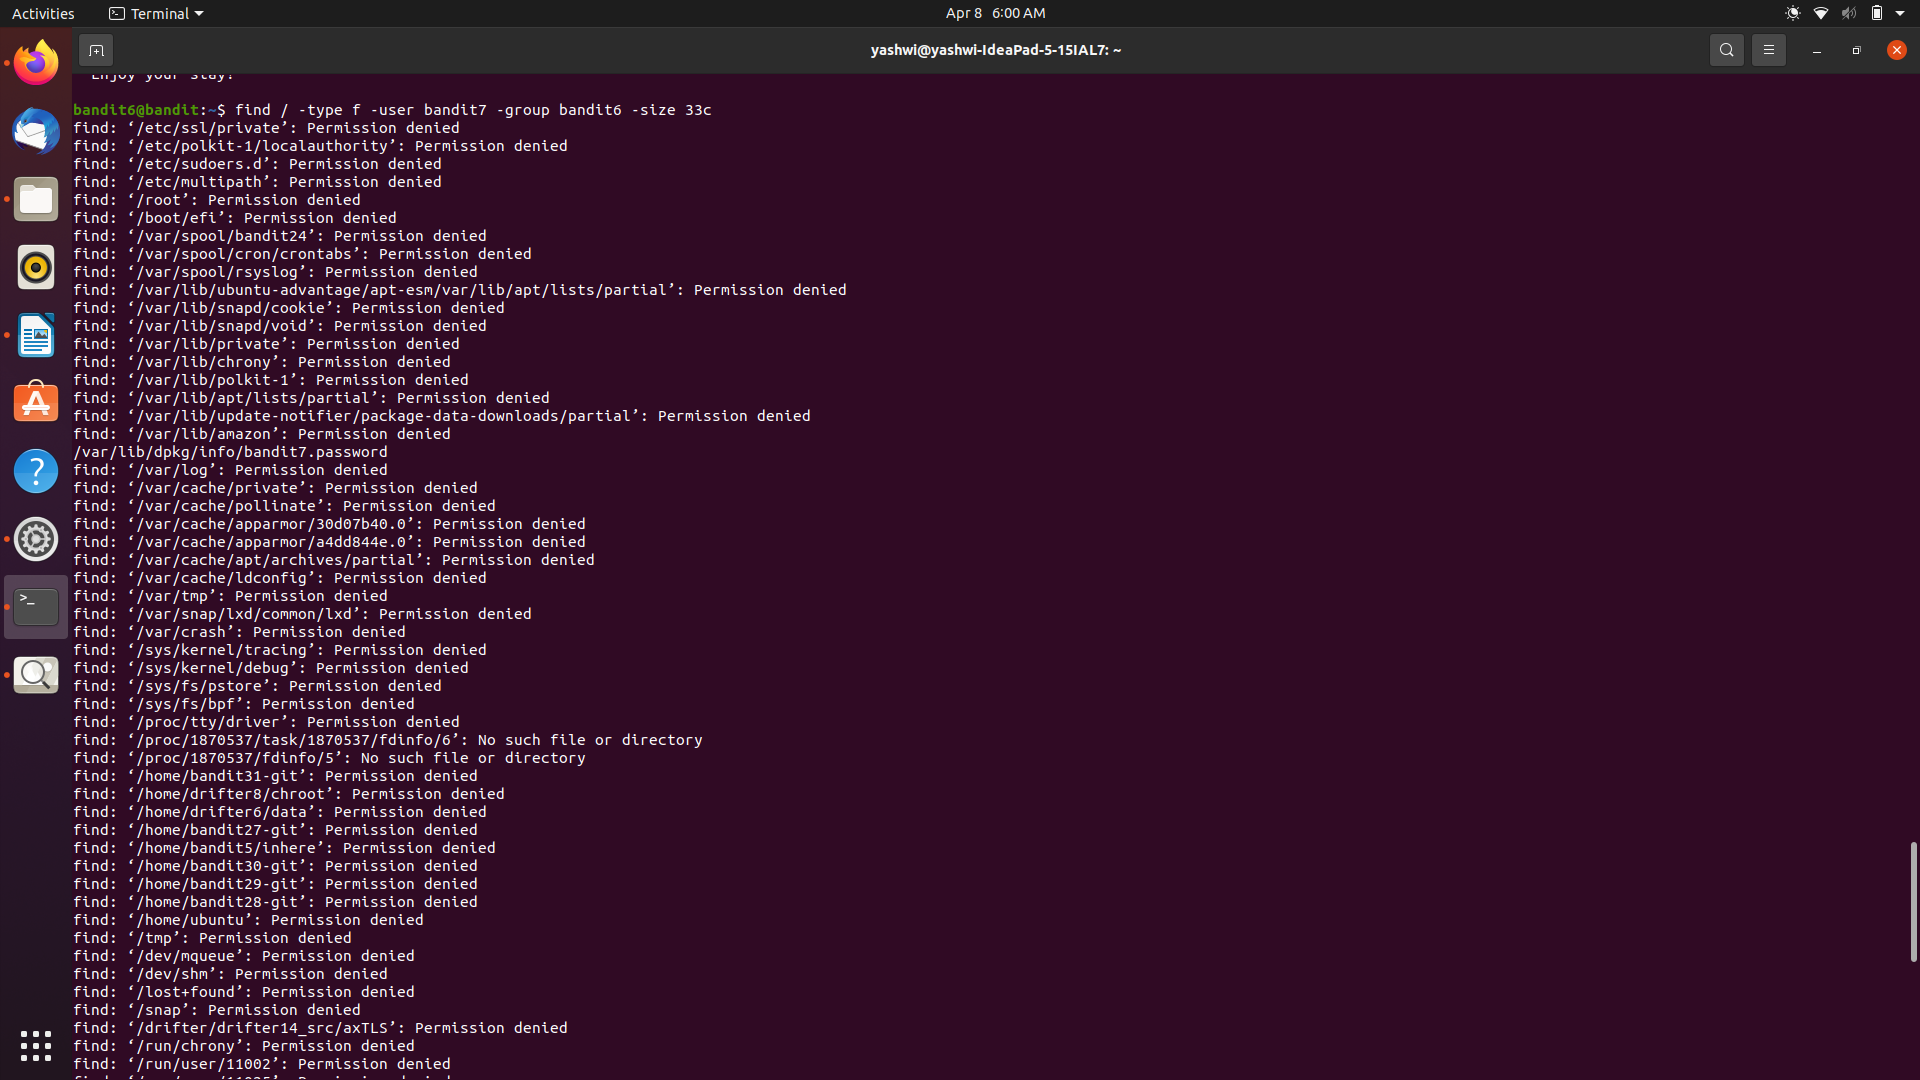 Activities
Terminal
Apr 8 6:00 AM
yashwi@yashwi-IdeaPad-5-15IAL7: ~
Enjoy your stay!
bandit6@bandit:~$ find / -type f -user bandit7 -group bandit6 -size 33c
find: ‘/etc/ssl/private’: Permission denied
find: ‘/etc/polkit-1/localauthority’: Permission denied
find: ‘/etc/sudoers.d’: Permission denied
find: ‘/etc/multipath’: Permission denied
find: ‘/root’: Permission denied
find: ‘/boot/efi’: Permission denied
find: ‘/var/spool/bandit24’: Permission denied
find: ‘/var/spool/cron/crontabs’: Permission denied
find: ‘/var/spool/rsyslog’: Permission denied
find: ‘/var/lib/ubuntu-advantage/apt-esm/var/lib/apt/lists/partial’: Permission denied
find: ‘/var/lib/snapd/cookie’: Permission denied
find: ‘/var/lib/snapd/void’: Permission denied
find: ‘/var/lib/private’: Permission denied
find: ‘/var/lib/chrony’: Permission denied
find: ‘/var/lib/polkit-1’: Permission denied
find: ‘/var/lib/apt/lists/partial’: Permission denied
find: ‘/var/lib/update-notifier/package-data-downloads/partial’: Permission denied
find: ‘/var/lib/amazon’: Permission denied
/var/lib/dpkg/info/bandit7.password
find: ‘/var/log’: Permission denied
find: ‘/var/cache/private’: Permission denied
find: ‘/var/cache/pollinate’: Permission denied
find: ‘/var/cache/apparmor/30d07b40.0’: Permission denied
find: ‘/var/cache/apparmor/a4dd844e.0’: Permission denied
find: ‘/var/cache/apt/archives/partial’: Permission denied
find: ‘/var/cache/ldconfig’: Permission denied
find: ‘/var/tmp’: Permission denied
find: ‘/var/snap/lxd/common/lxd’: Permission denied
find: ‘/var/crash’: Permission denied
find: ‘/sys/kernel/tracing’: Permission denied
find: ‘/sys/kernel/debug’: Permission denied
find: ‘/sys/fs/pstore’: Permission denied
find: ‘/sys/fs/bpf’: Permission denied
find: ‘/proc/tty/driver’: Permission denied
find: ‘/proc/1870537/task/1870537/fdinfo/6’: No such file or directory
find: ‘/proc/1870537/fdinfo/5’: No such file or directory
find: ‘/home/bandit31-git’: Permission denied
find: ‘/home/drifter8/chroot’: Permission denied
find: ‘/home/drifter6/data’: Permission denied
find: ‘/home/bandit27-git’: Permission denied
find: ‘/home/bandit5/inhere’: Permission denied
find: ‘/home/bandit30-git’: Permission denied
find: ‘/home/bandit29-git’: Permission denied
find: ‘/home/bandit28-git’: Permission denied
find: ‘/home/ubuntu’: Permission denied
find: ‘/tmp’: Permission denied
find: ‘/dev/mqueue’: Permission denied
find: ‘/dev/shm’: Permission denied
find: ‘/lost+found’: Permission denied
find: ‘/snap’: Permission denied
find: ‘/drifter/drifter14_src/axTLS’: Permission denied
find: ‘/run/chrony’: Permission denied
find: ‘/run/user/11002’: Permission denied